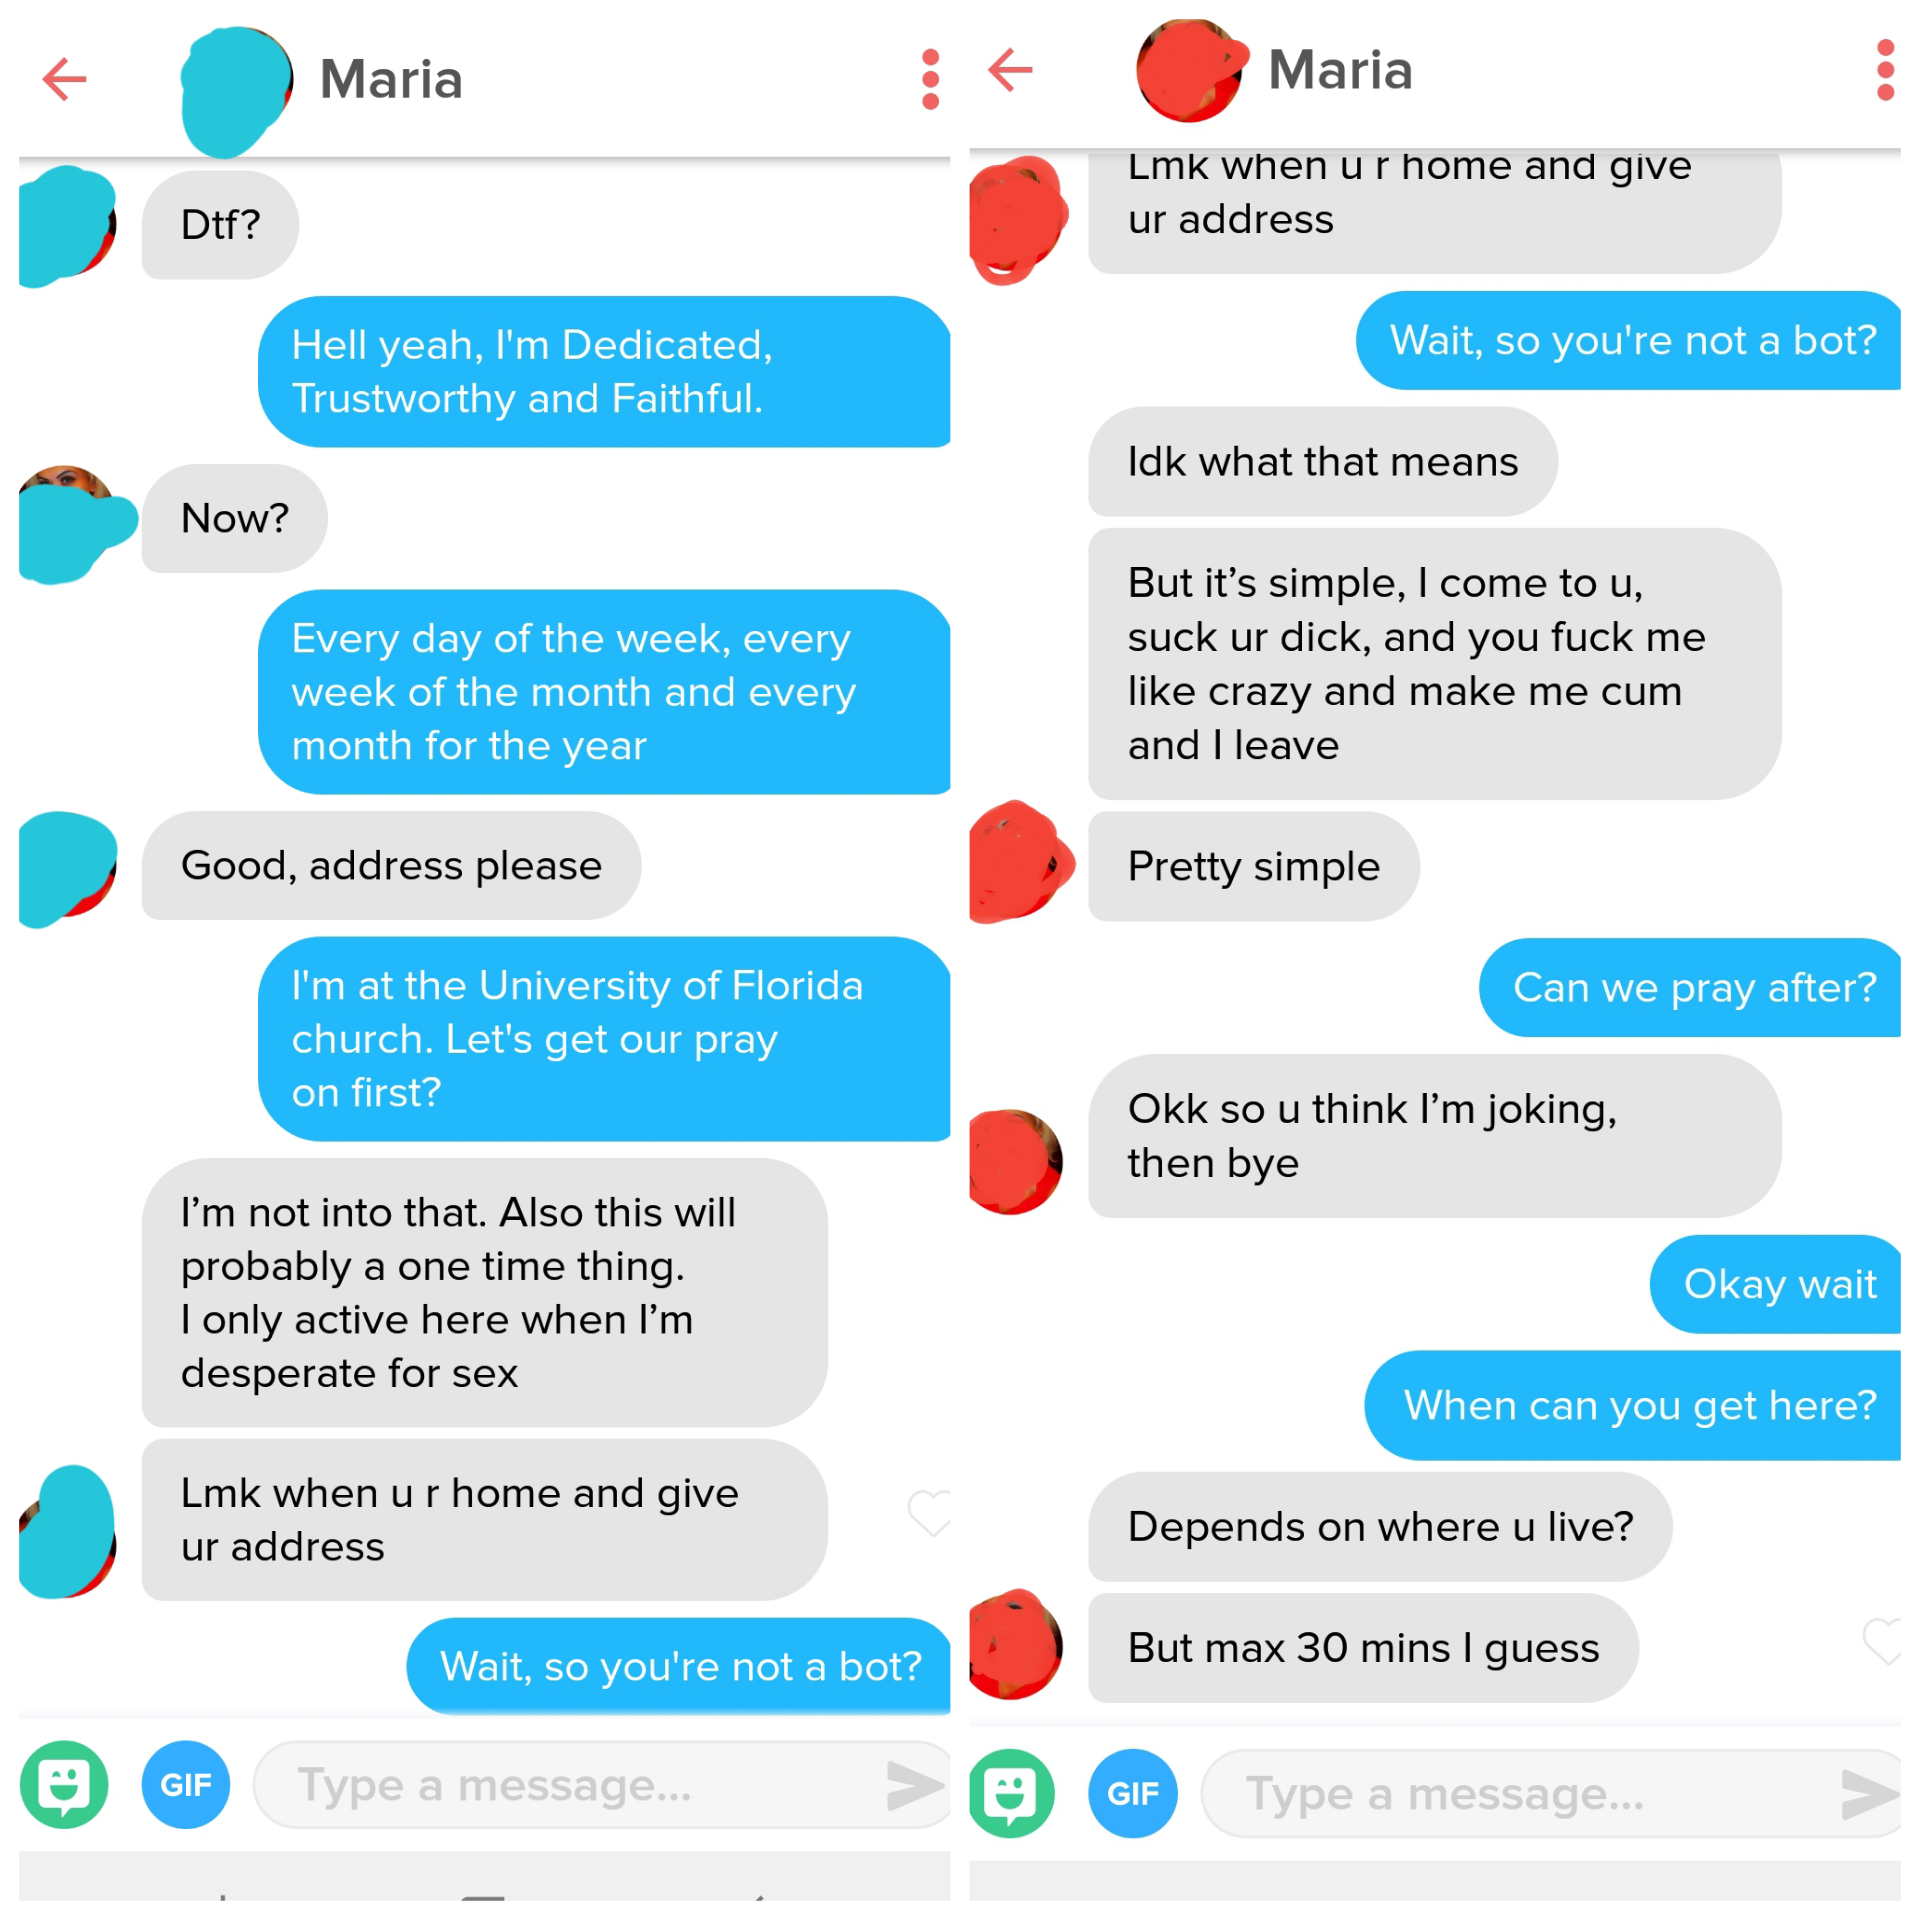 Maria
Dtf?
Hell yeah, I'm Dedicated,
Trustworthy and Faithful.
Now?
Every day of the week, every
week of the month and every
month for the year
Good, address please
I'm at the University of Florida
church. Let's get our pray
on first?
I'm not into that. Also this will
probably a one time thing.
I only active here when I'm
desperate for sex
Lmk when u r home and give
ur address
Wait, so you're not a bot?
GIF
Type a message...
Maria
Lmk when u r home and give
ur address
Wait, so you're not a bot?
Idk what that means
But it's simple, I come to u,
suck ur dick, and you fuck me
like crazy and make me cum
and I leave
Pretty simple
Can we pray after?
Okk so u think I'm joking,
then bye
Okay wait
When can you get here?
Depends on where u live?
But max 30 mins I guess
GIF
Type a message...